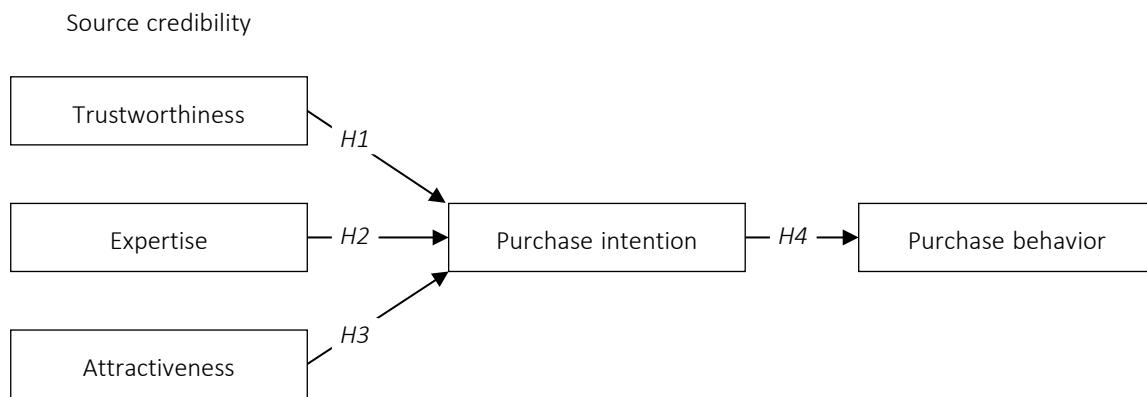 Source credibility
Trustworthiness
H1
Expertise
H2
Purchase intention
H4
Purchase behavior
H3
Attractiveness